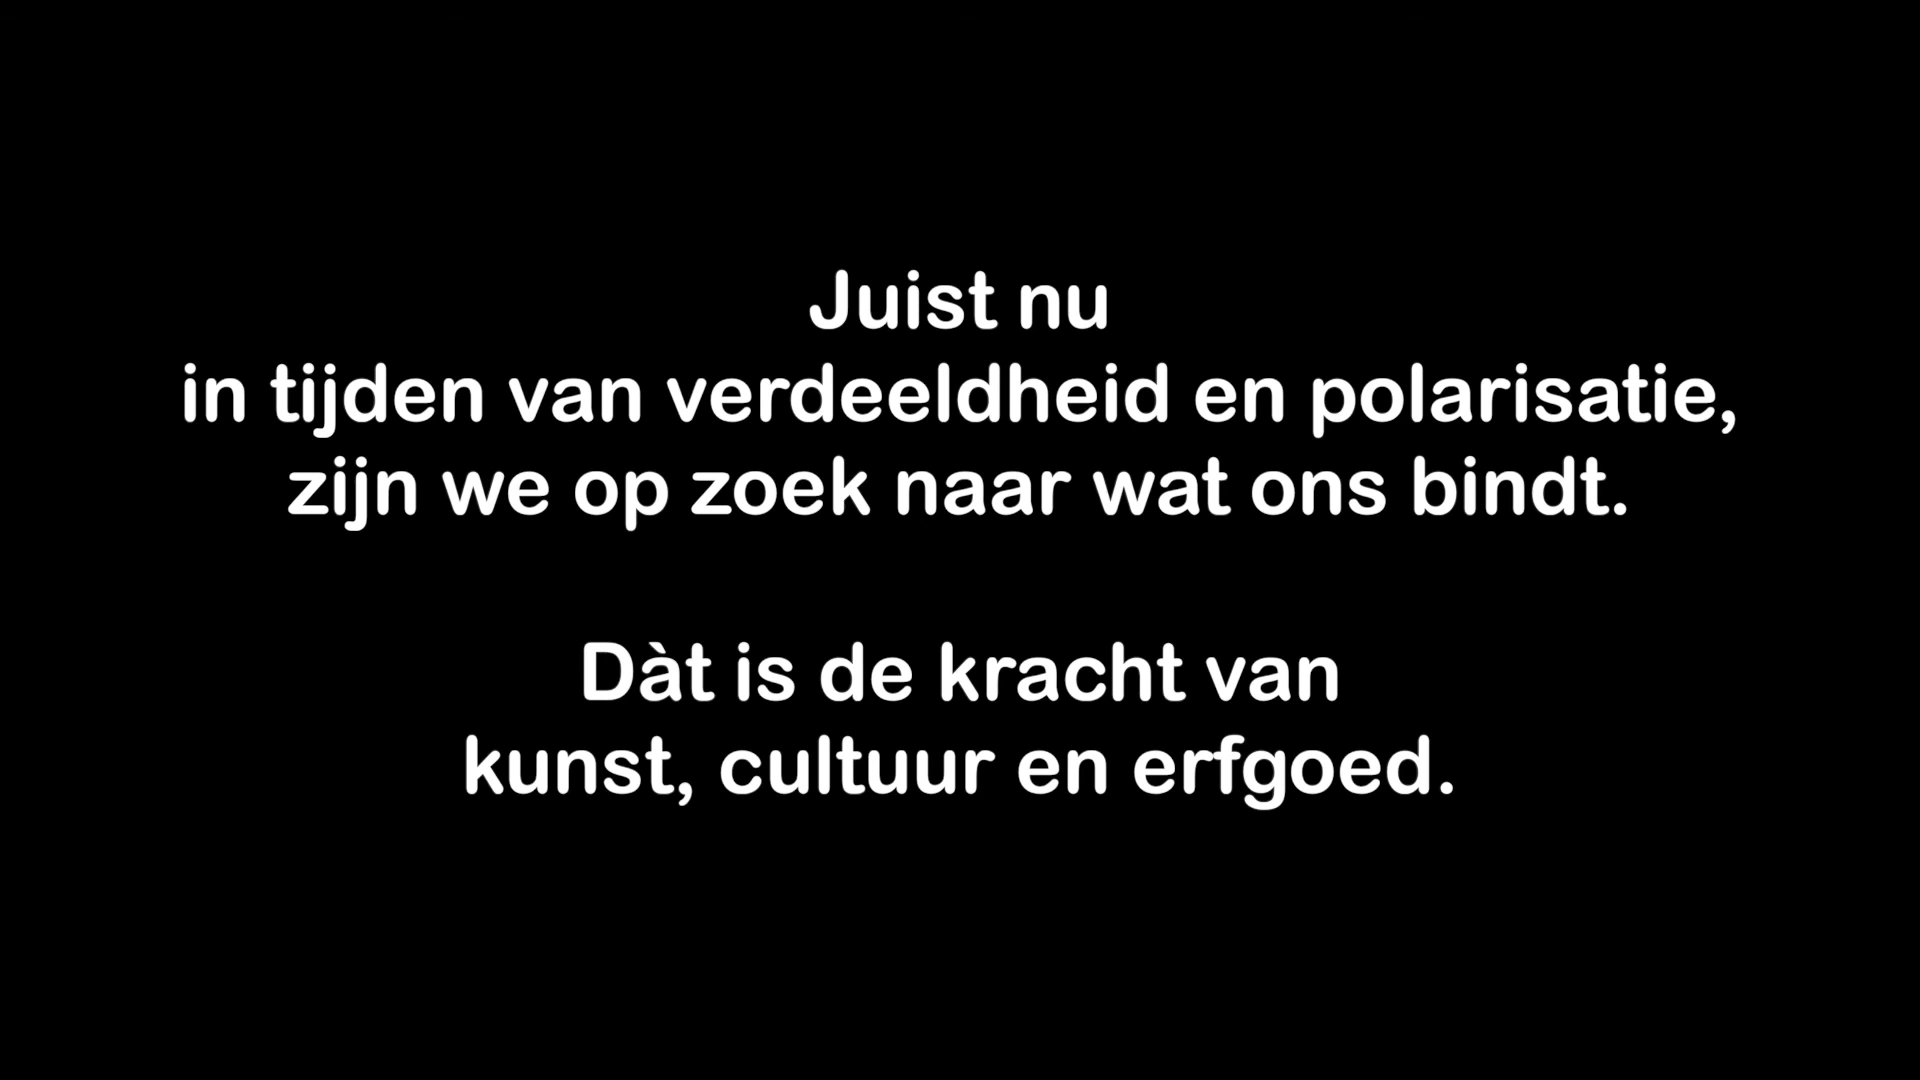 Juist nu
in tijden van verdeeldheid en polarisatie,
zijn we op zoek naar wat ons bindt.
Dàt is de kracht van
kunst, cultuur en erfgoed.